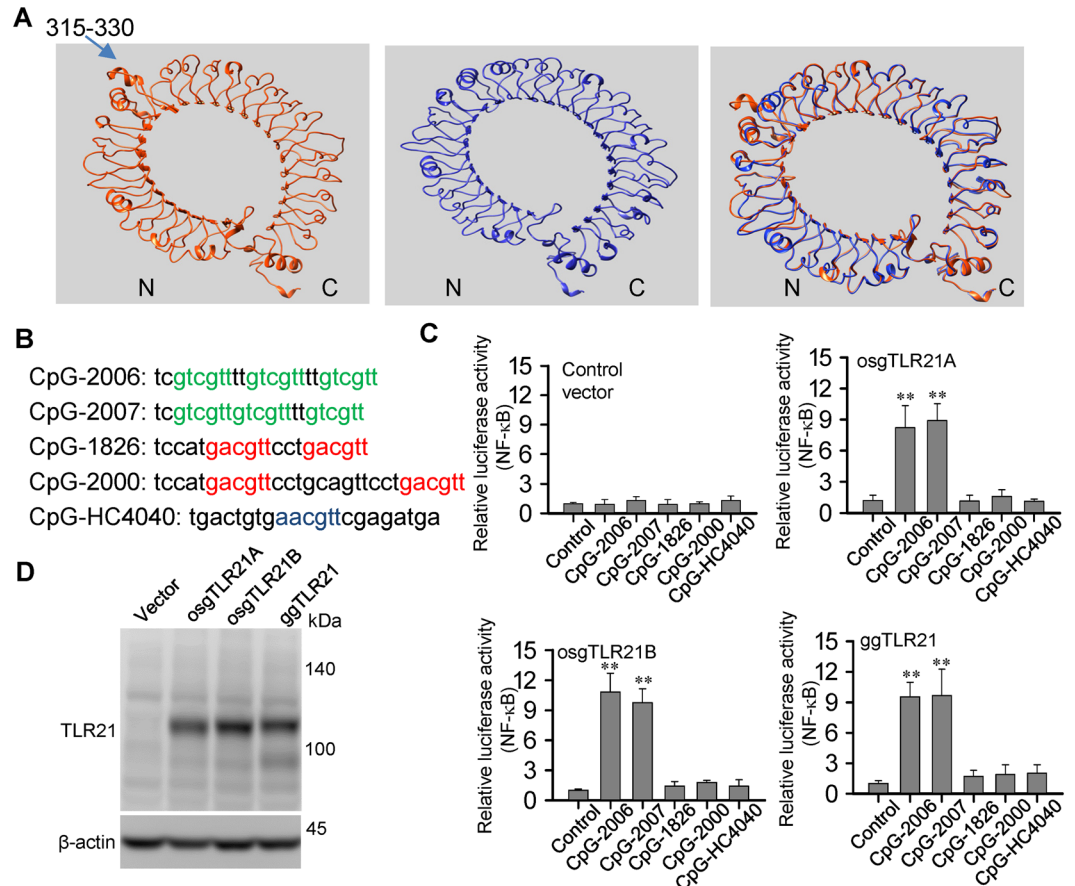 A
315-330
N
C
N
C
N
C
B
CpG-2006: tcgtcgttttgtcgttttgtcgtt
CpG-2007: tcgtcgttgtcgttttgtcgtt
CpG-1826: tccatgacgttcctgacgtt
CpG-2000: tccatgacgttcctgcagttcctgacgtt
CpG-HC4040: tgactgtgaacgttcgagatga
C
Relative luciferase activity
(NF-κB)
15
12
9
6
3
0
Control
vector
Control
CpG-2006
CpG-2007
CpG-1826
CpG-2000
CpG-HC4040
Relative luciferase activity
(NF-κB)
15
12
9
6
3
0
osgTLR21A
**
**
Control
CpG-2006
CpG-2007
CpG-1826
CpG-2000
CpG-HC4040
D
Vector
osgTLR21A
osgTLR21B
ggTLR21
kDa
140
TLR21
100
45
β-actin
Relative luciferase activity
(NF-κB)
15
12
9
6
3
0
osgTLR21B
**
**
Control
CpG-2006
CpG-2007
CpG-1826
CpG-2000
CpG-HC4040
Relative luciferase activity
(NF-κB)
15
12
9
6
3
0
ggTLR21
**
**
Control
CpG-2006
CpG-2007
CpG-1826
CpG-2000
CpG-HC4040